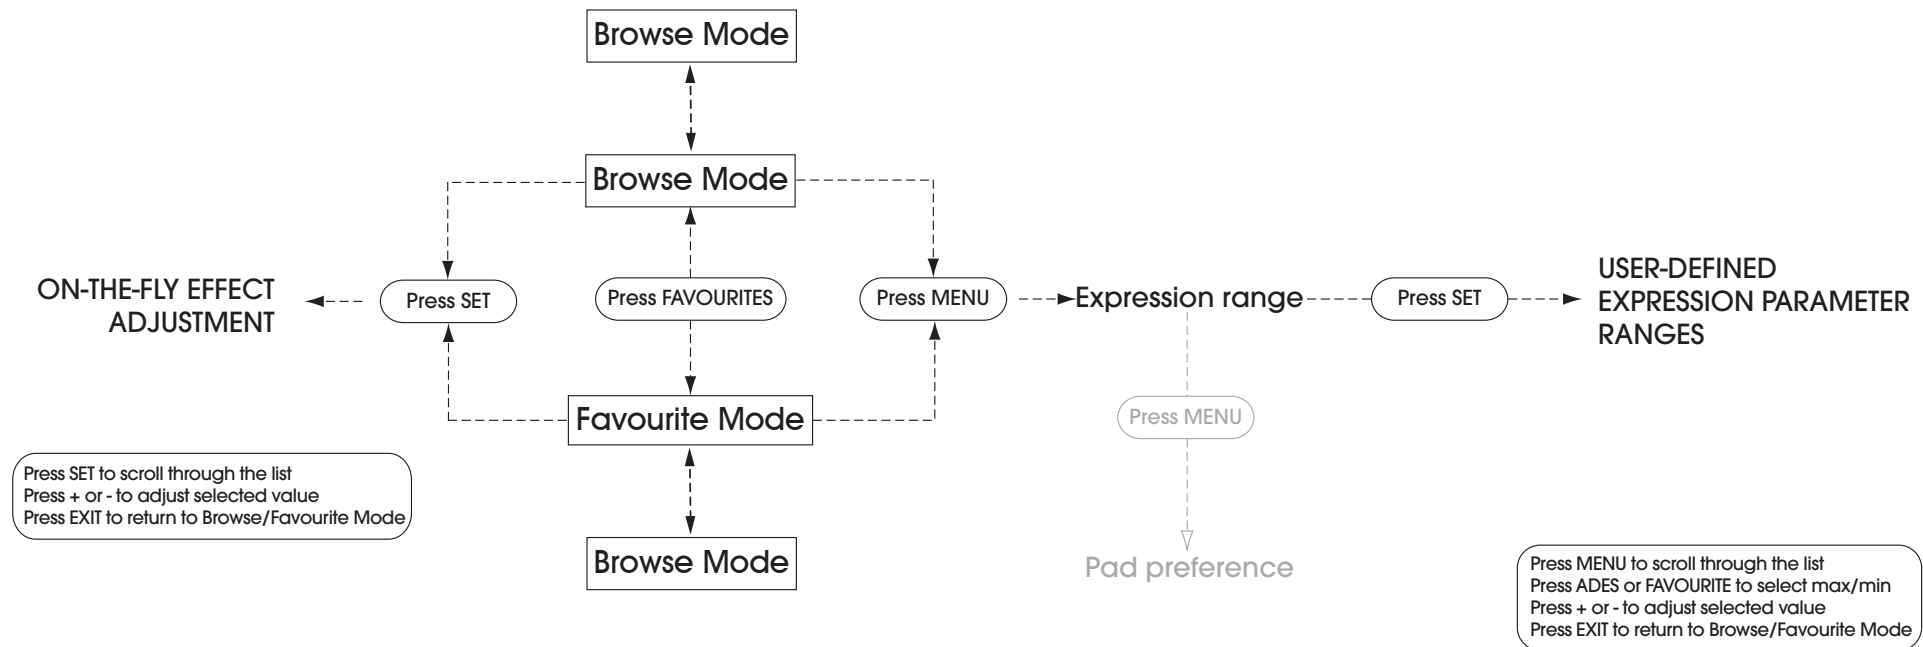 Browse Mode
Browse Mode
ON-THE-FLY EFFECT
ADJUSTMENT
Press SET
Press FAVOURITES
Press MENU
Expression range
Press SET
USER-DEFINED
EXPRESSION PARAMETER
RANGES
Favourite Mode
Press MENU
Press SET to scroll through the list
Press + or - to adjust selected value
Press EXIT to return to Browse/Favourite Mode
Browse Mode
Pad preference
Press MENU to scroll through the list
Press ADES or FAVOURITE to select max/min
Press + or - to adjust selected value
Press EXIT to return to Browse/Favourite Mode